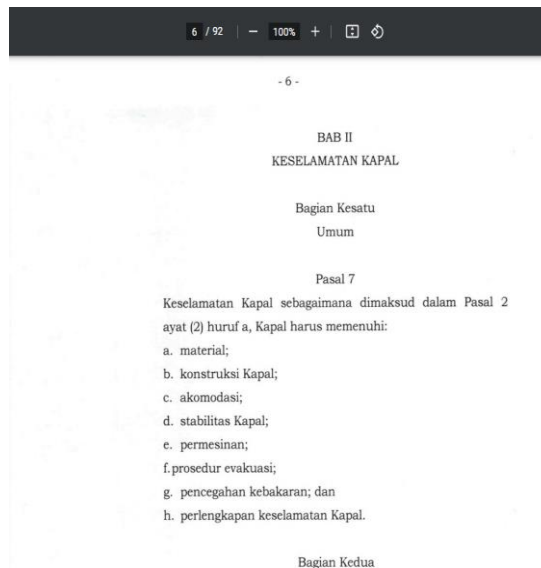 6 / 92 | − 100% + |
- 6 -
BAB II
KESELAMATAN KAPAL
Bagian Kesatu
Umum
Pasal 7
Keselamatan Kapal sebagaimana dimaksud dalam Pasal 2
ayat (2) huruf a, Kapal harus memenuhi:
a. material;
b. konstruksi Kapal;
c. akomodasi;
d. stabilitas Kapal;
e. permesinan;
f.prosedur evakuasi;
g. pencegahan kebakaran; dan
h. perlengkapan keselamatan Kapal.
Bagian Kedua